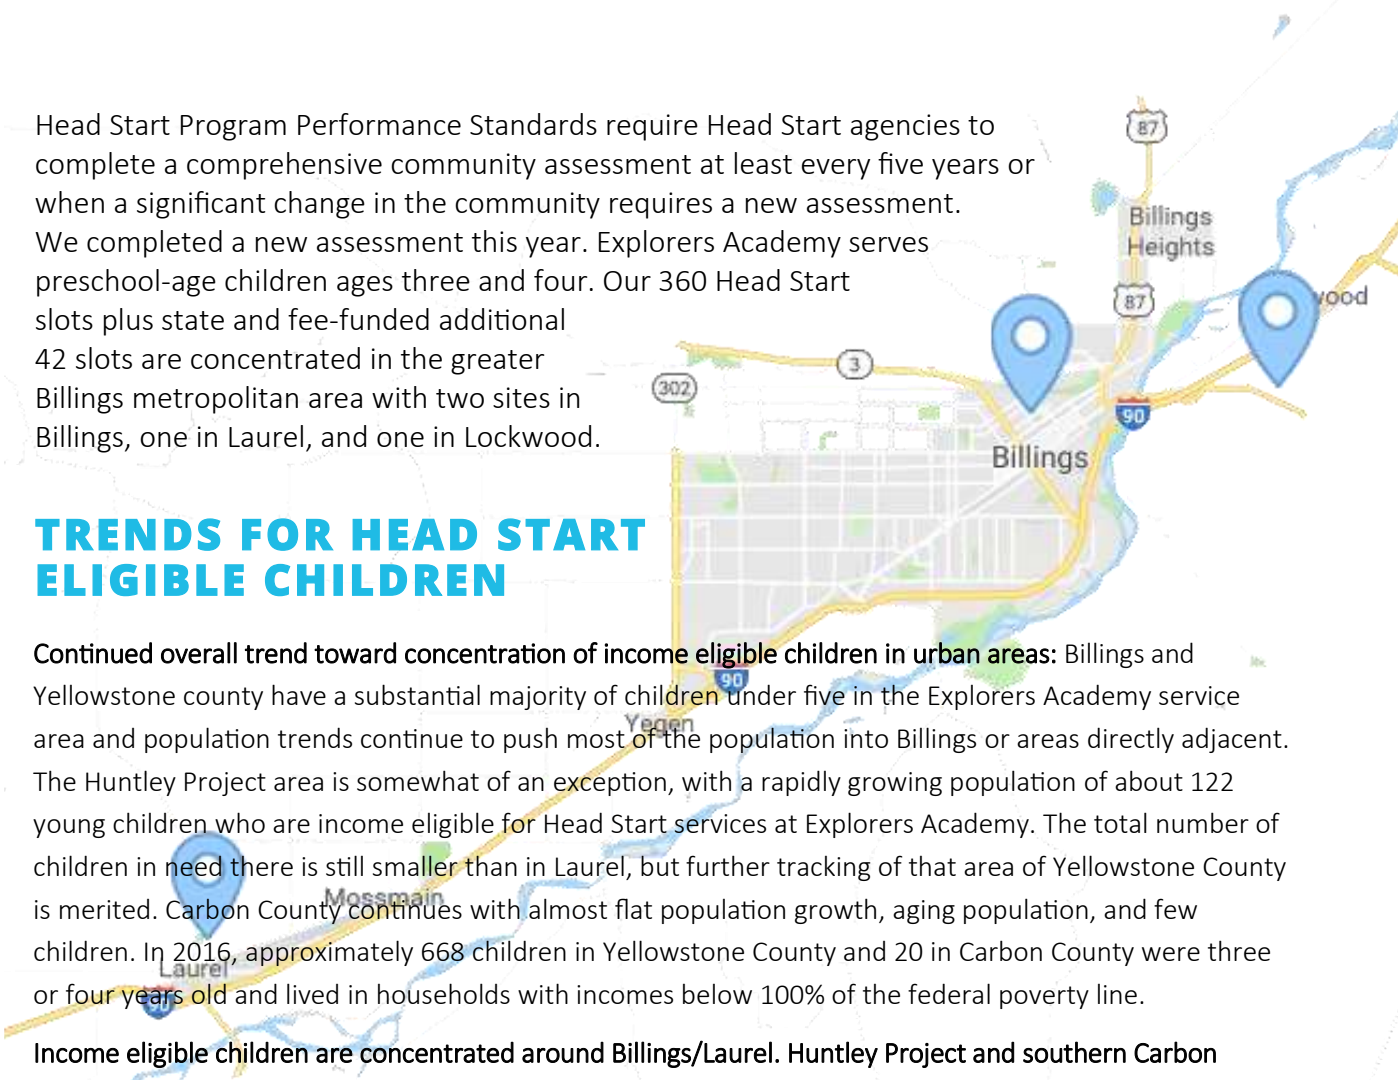 Head Start Program Performance Standards require Head Start agencies to
complete a comprehensive community assessment at least every five years or
when a significant change in the community requires a new assessment.
We completed a new assessment this year. Explorers Academy serves
preschool-age children ages three and four. Our 360 Head Start
slots plus state and fee-funded additional
42 slots are concentrated in the greater
Billings metropolitan area with two sites in
Billings, one in Laurel, and one in Lockwood.
87
Billings
Heights
87
3
302
90
Billings
TRENDS FOR HEAD START
ELIGIBLE CHILDREN
Continued overall trend toward concentration of income eligible children in urban areas: Billings and
90
Yellowstone county have a substantial majority of children under five in the Explorers Academy service
Yegen
area and population trends continue to push most of the population into Billings or areas directly adjacent.
The Huntley Project area is somewhat of an exception, with a rapidly growing population of about 122
young children who are income eligible for Head Start services at Explorers Academy. The total number of
children in need there is still smaller than in Laurel, but further tracking of that area of Yellowstone County
Mossmain
is merited. Carbon County continues with almost flat population growth, aging population, and few
children. In 2016, approximately 668 children in Yellowstone County and 20 in Carbon County were three
Laurel
or four years old and lived in households with incomes below 100% of the federal poverty line.
90
Income eligible children are concentrated around Billings/Laurel. Huntley Project and southern Carbon